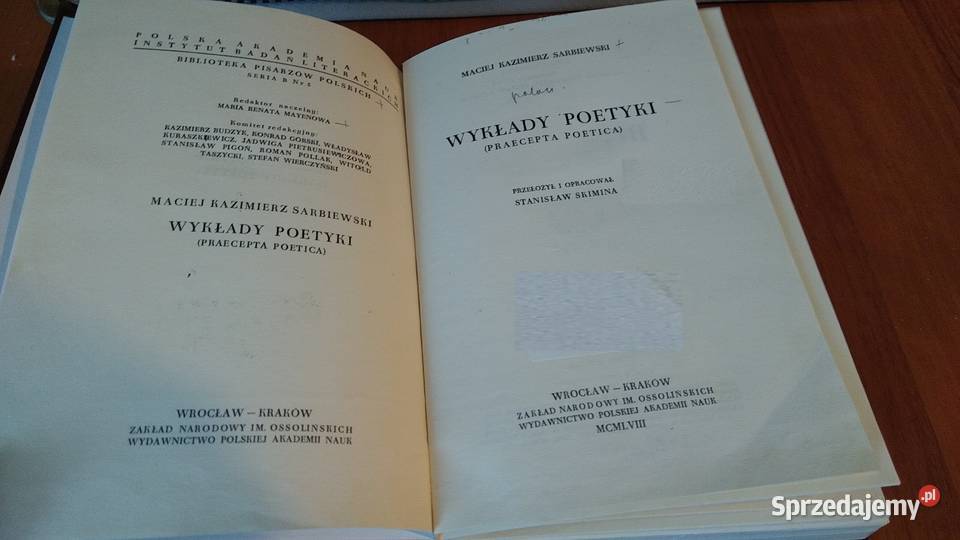 POLSKA AKADEMIA NAUK
INSTYTUT BADAŃ LITERACKICH
BIBLIOTEKA PISARZÓW POLSKICH
SERIA B Nr 5
Redaktor naczelny:
MARIA RENATA MAYENOWA
Komitet redakcyjny:
KAZIMIERZ BUDZYK, KONRAD GÓRSKI, WŁADYSŁAW
KURASZKIEWICZ, JADWIGA PIETRUSIEWICZOWA,
STANISŁAW PIGOŃ, ROMAN POLLAK, WITOLD
TASZYCKI, STEFAN WIERCZYŃSKI
MACIEJ KAZIMIERZ SARBIEWSKI
WYKŁADY POETYKI
(PRAECEPTA POETICA)
WROCŁAW – KRAKÓW
ZAKŁAD NARODOWY IM. OSSOLIŃSKICH
WYDAWNICTWO POLSKIEJ AKADEMII NAUK
MACIEJ KAZIMIERZ SARBIEWSKI
WYKŁADY POETYKI
(PRAECEPTA POETICA)
PRZEŁOŻYŁ I OPRACOWAŁ
STANISŁAW SKIMINA
WROCŁAW – KRAKÓW
ZAKŁAD NARODOWY IM. OSSOLIŃSKICH
WYDAWNICTWO POLSKIEJ AKADEMII NAUK
MCMLVIII
Sprzedajemy.pl